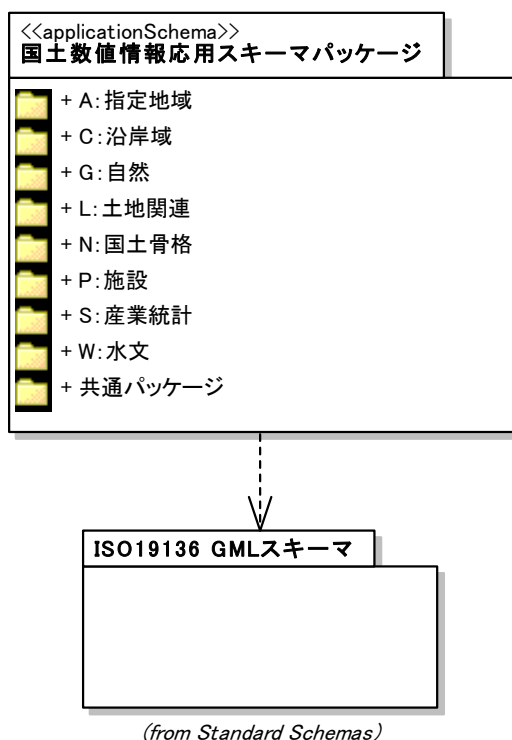 <<applicationSchema>>
国土数値情報応用スキーマパッケージ
+ A:指定地域
+ C:沿岸域
+ G:自然
+ L:土地関連
+ N:国土骨格
+ P:施設
+ S:産業統計
+ W:水文
+ 共通パッケージ
ISO19136 GMLスキーマ
(from Standard Schemas)